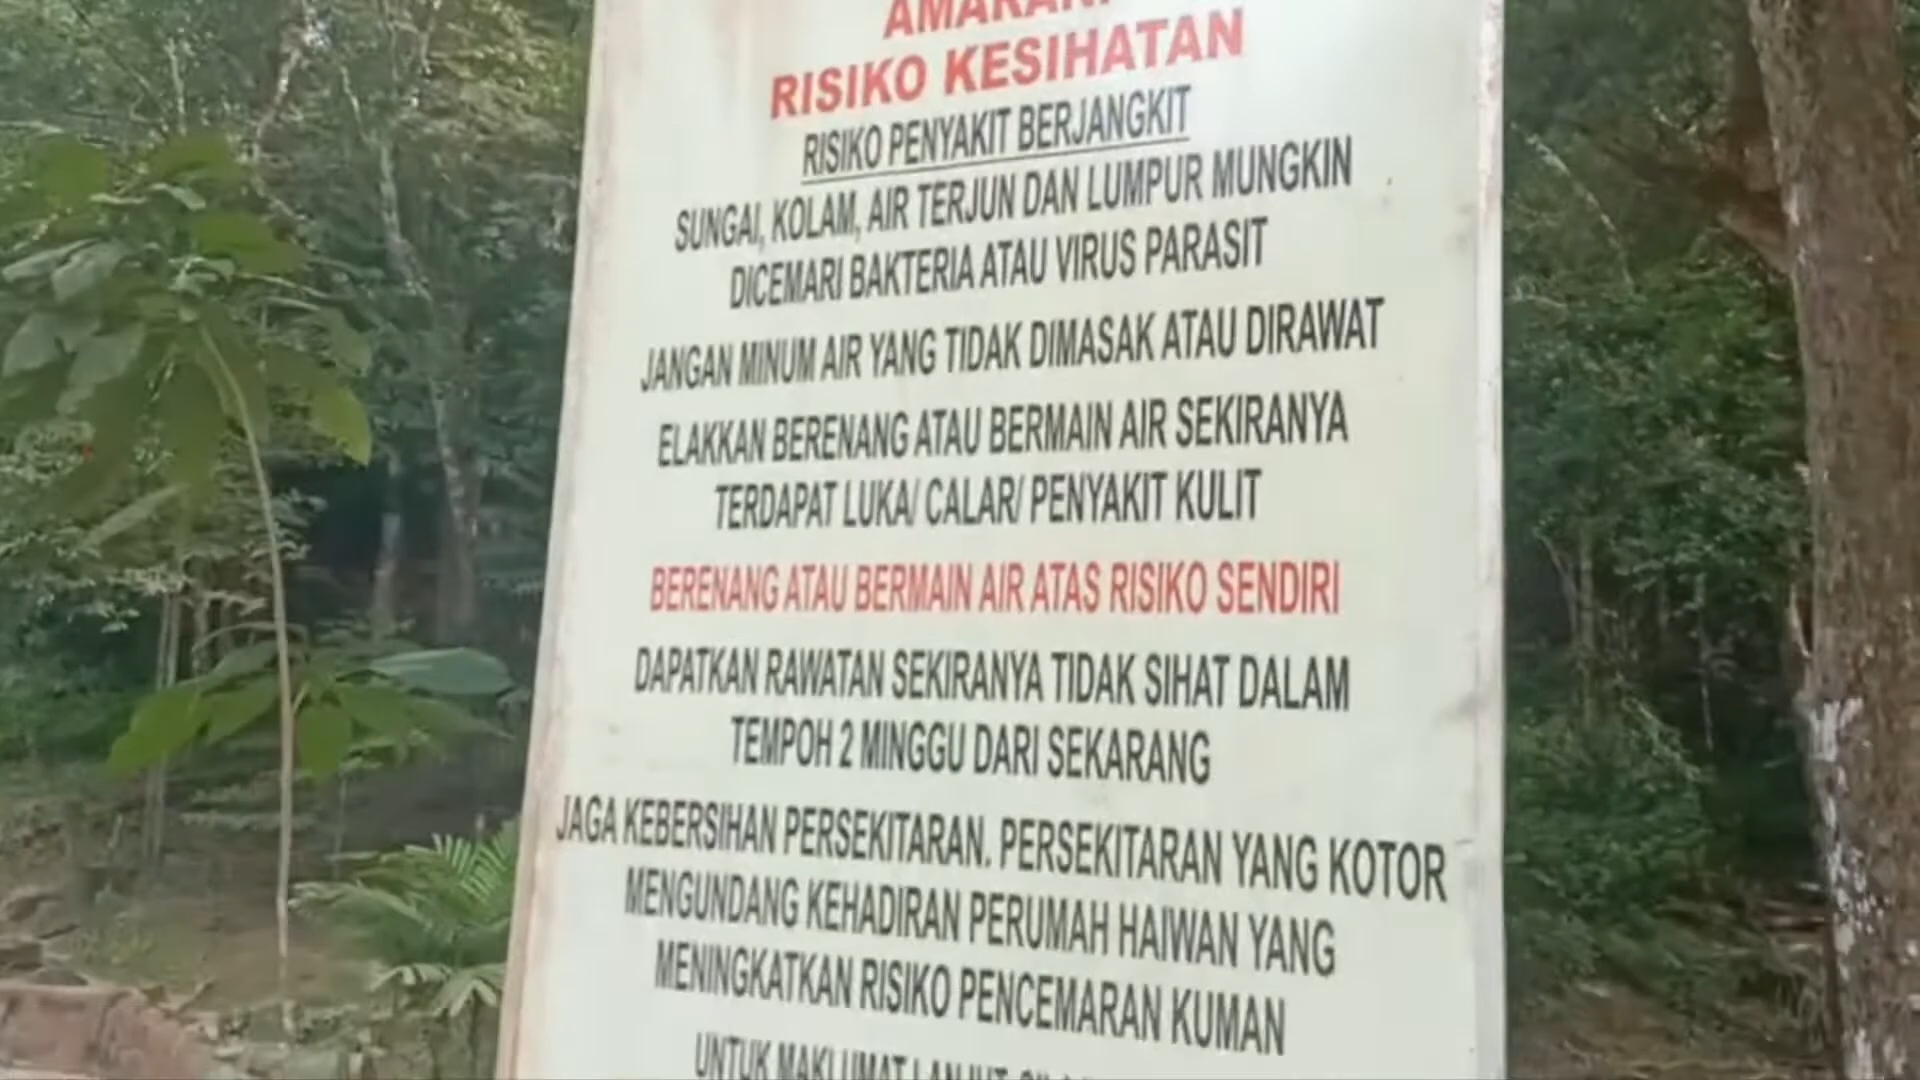 AMARAN
RISIKO KESIHATAN
RISIKO PENYAKIT BERJANGKIT
SUNGAI, KOLAM, AIR TERJUN DAN LUMPUR MUNGKIN
DICEMARI BAKTERIA ATAU VIRUS PARASIT
JANGAN MINUM AIR YANG TIDAK DIMASAK ATAU DIRAWAT
ELAKKAN BERENANG ATAU BERMAIN AIR SEKIRANYA
TERDAPAT LUKA/ CALAR/ PENYAKIT KULIT
BERENANG ATAU BERMAIN AIR ATAS RISIKO SENDIRI
DAPATKAN RAWATAN SEKIRANYA TIDAK SIHAT DALAM
TEMPOH 2 MINGGU DARI SEKARANG
JAGA KEBERSIHAN PERSEKITARAN. PERSEKITARAN YANG KOTOR
MENGUNDANG KEHADIRAN PERUMAH HAIWAN YANG
MENINGKATKAN RISIKO PENCEMARAN KUMAN
UNTUK MAKLUMAT LANJUT